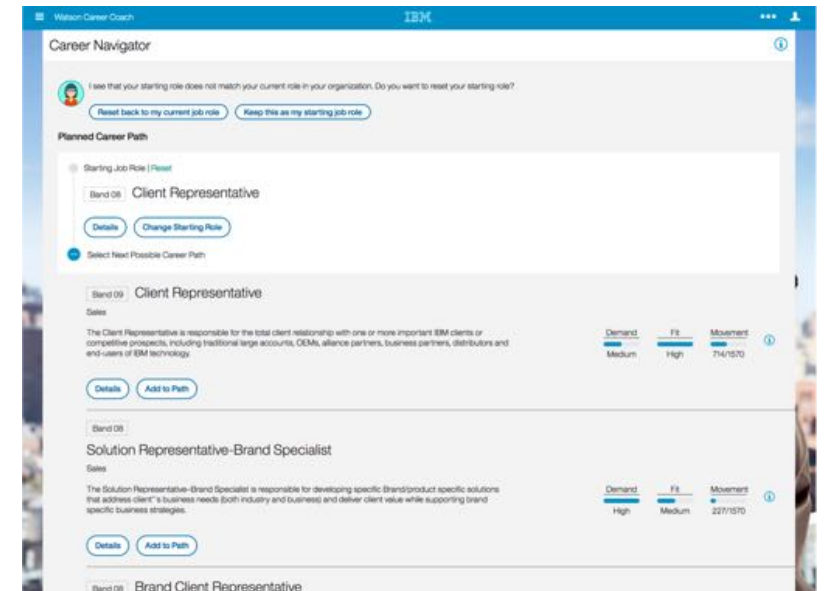 Watson Career Coach
IBM
Career Navigator
I see that your starting role does not match your current role in your organization. Do you want to reset your starting role?
Reset back to my current job role
Keep this as my starting job role
Planned Career Path
Starting Job Role | Reset
Band 08 Client Representative
Details
Change Starting Role
Select Next Possible Career Path
Band 09 Client Representative
Sales
The Client Representative is responsible for the total client relationship with one or more important IBM clients or
competitive prospects, including traditional large accounts, OEMs, alliance partners, business partners, distributors and
end-users of IBM technology.
Demand Fit Movement
Medium High 714/1570
Details
Add to Path
Band 08
Solution Representative-Brand Specialist
Sales
The Solution Representative-Brand Specialist is responsible for developing specific Brand/product specific solutions
that address client''s business needs (both industry and business) and deliver client value while supporting brand
specific business strategies.
Demand Fit Movement
High Medium 227/1570
Details
Add to Path
Band 08 Brand Client Representative